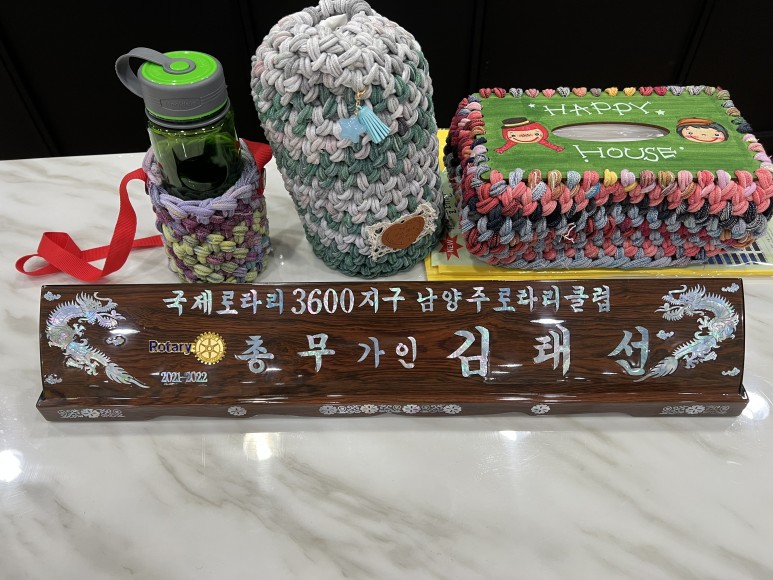 HAPPY
HOUSE
국제로타리 3600지구 남양주로타리클럽
Rotary
총무 가인 김태선
2021-2022